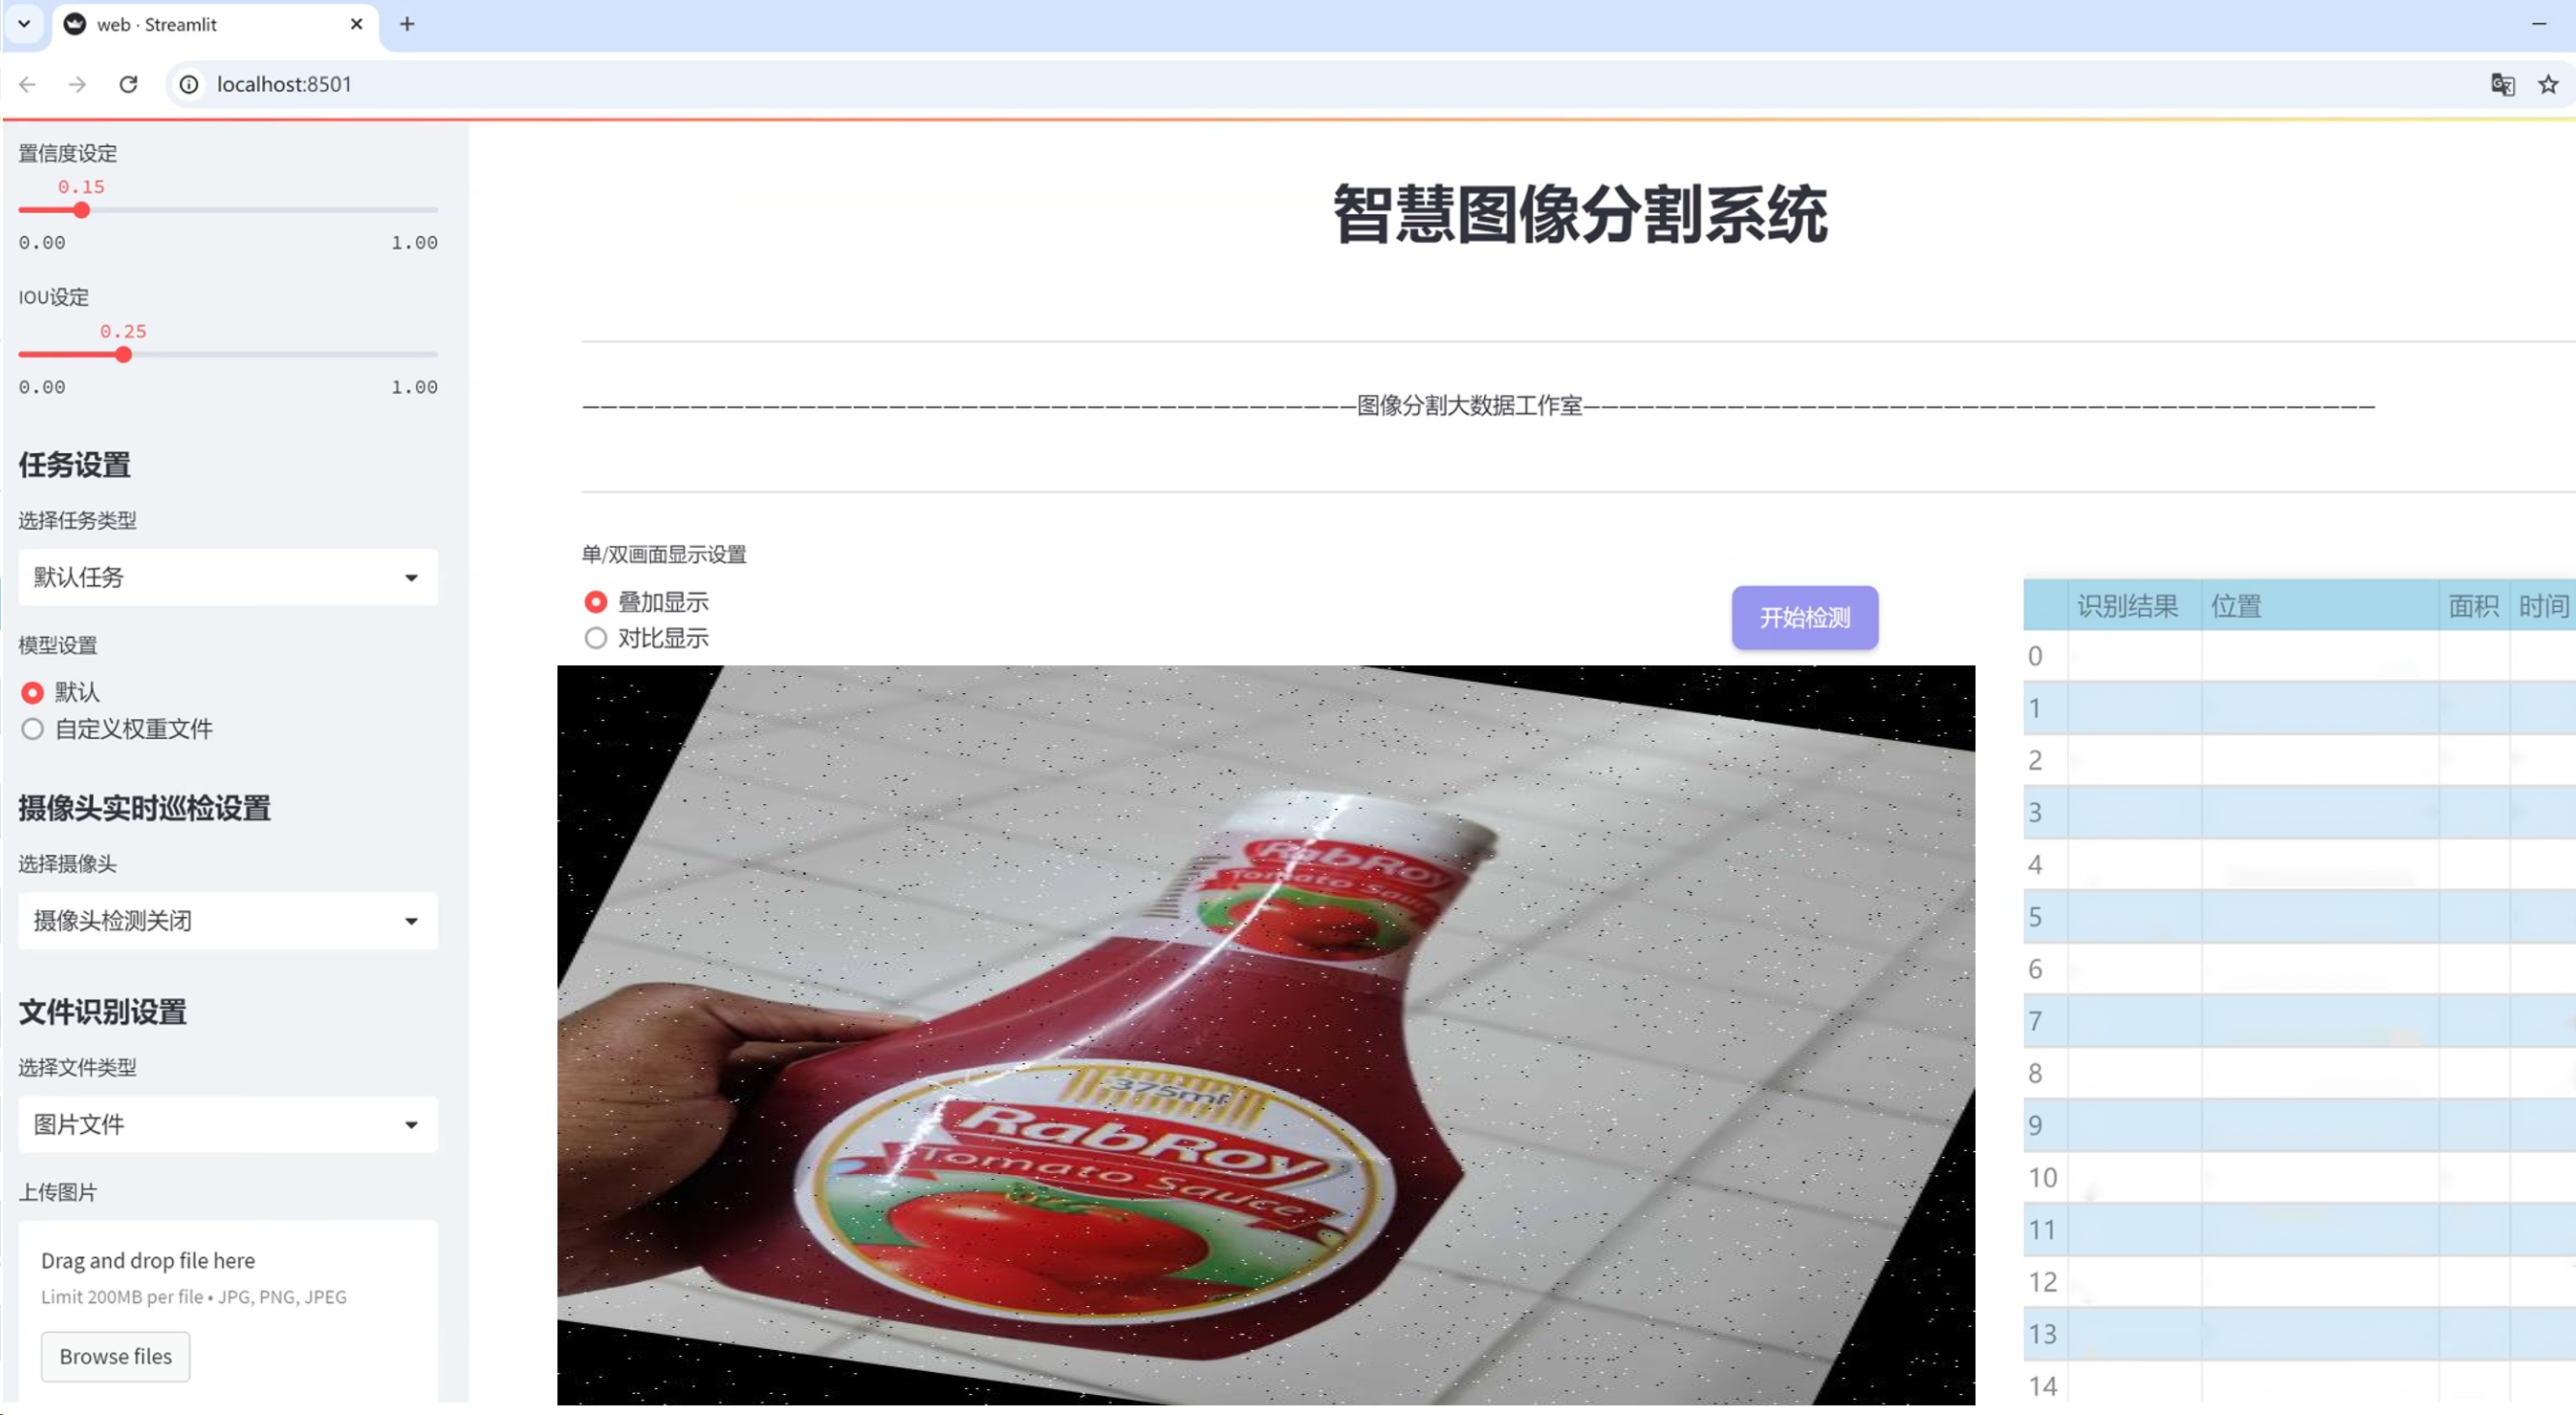 web · Streamlit
localhost:8501
置信度设定
0.15
0.00 1.00
IOU设定
0.25
0.00 1.00
任务设置
选择任务类型
默认任务
模型设置
默认
自定义权重文件
摄像头实时巡检设置
选择摄像头
摄像头检测关闭
文件识别设置
选择文件类型
图片文件
上传图片
Drag and drop file here
Limit 200MB per file • JPG, PNG, JPEG
Browse files
智慧图像分割系统
———————————————————————————————————————————图像分割大数据工作室————————————————————————————————————————————
单/双画面显示设置
叠加显示
对比显示
开始检测
RabRoy
Tomato Sauce
375ml
RabRoy
Tomato Sauce
识别结果 位置 面积 时间
0
1
2
3
4
5
6
7
8
9
10
11
12
13
14